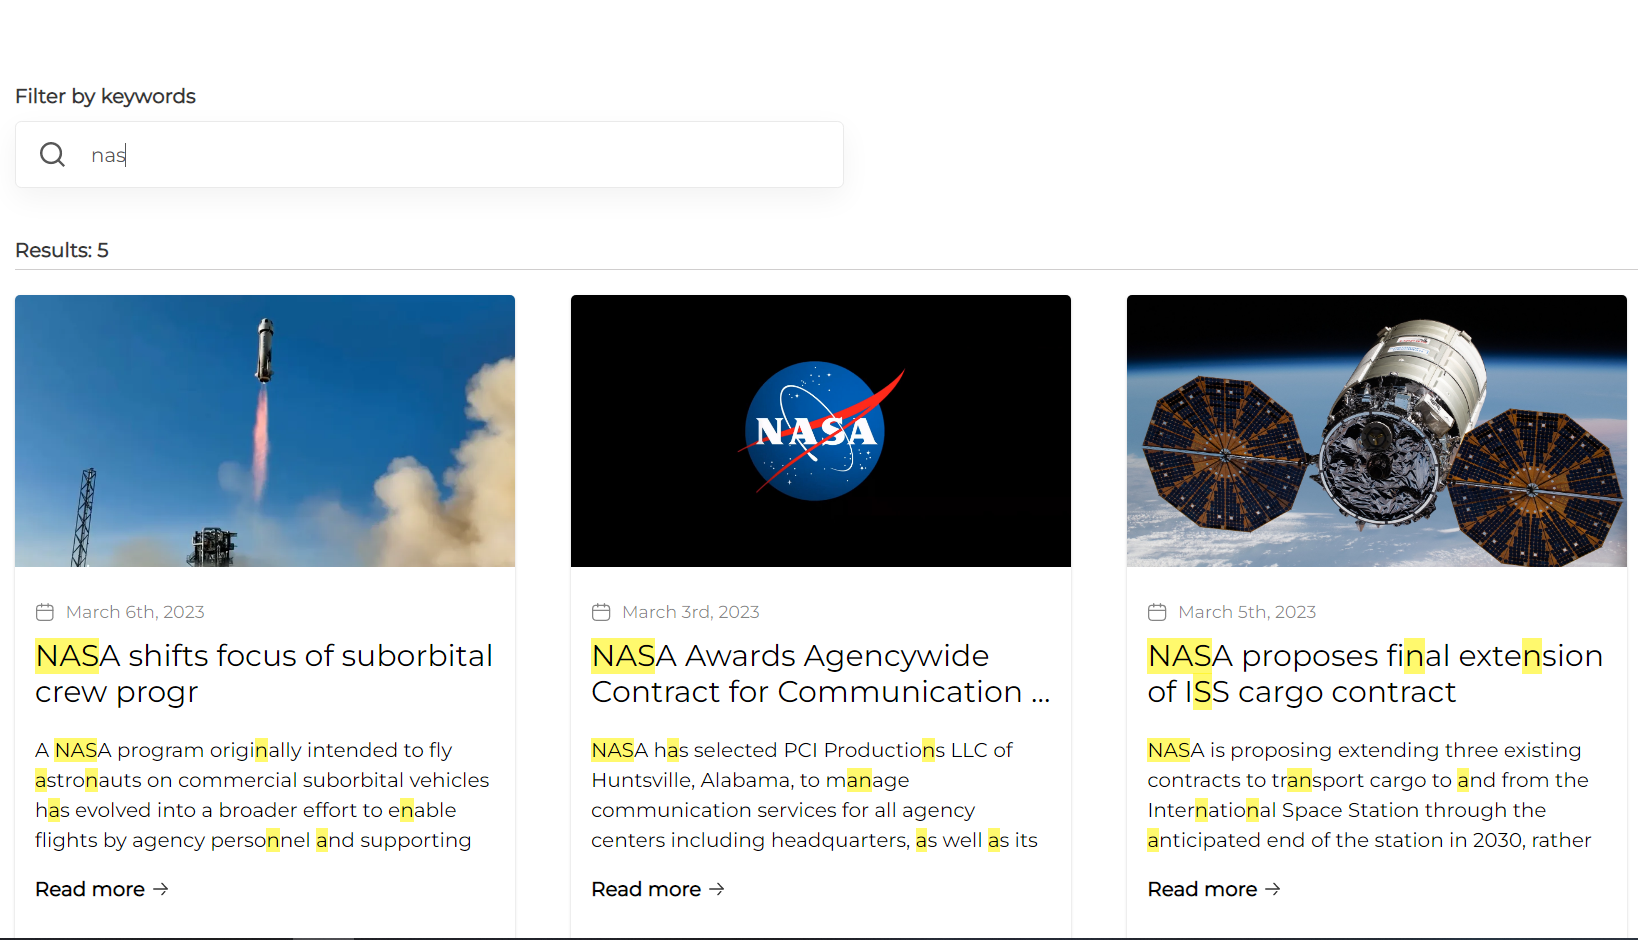 Filter by keywords
nas
Results: 5
NASA
March 6th, 2023
NASA shifts focus of suborbital
crew progr
A NASA program originally intended to fly
astronauts on commercial suborbital vehicles
has evolved into a broader effort to enable
flights by agency personnel and supporting
Read more
March 3rd, 2023
NASA Awards Agencywide
Contract for Communication ...
NASA has selected PCI Productions LLC of
Huntsville, Alabama, to manage
communication services for all agency
centers including headquarters, as well as its
Read more
March 5th, 2023
NASA proposes final extension
of ISS cargo contract
NASA is proposing extending three existing
contracts to transport cargo to and from the
International Space Station through the
anticipated end of the station in 2030, rather
Read more